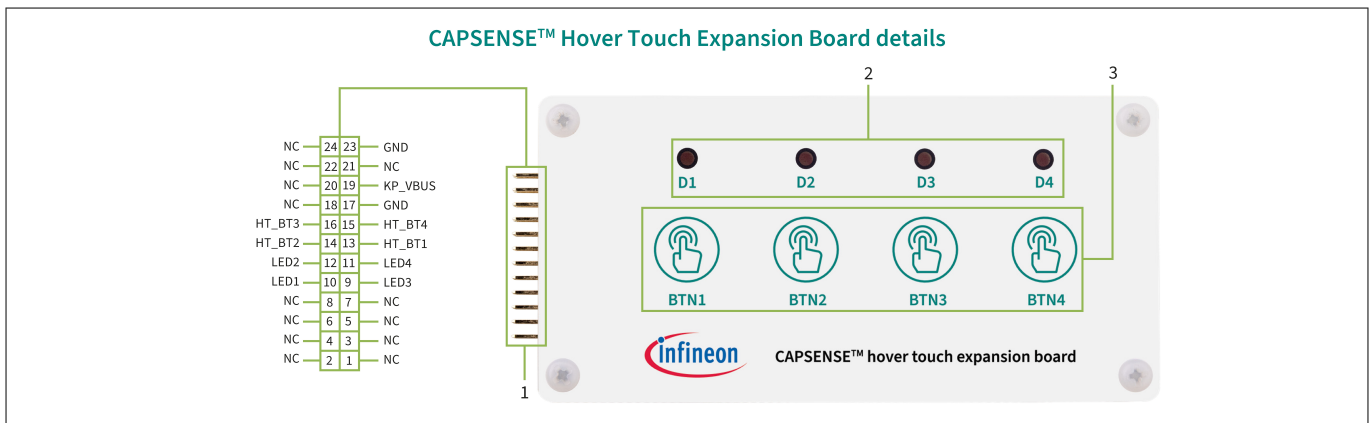 CAPSENSE™ Hover Touch Expansion Board details
2
3
NC 24 23 GND
NC 22 21 NC
NC 20 19 KP_VBUS
NC 18 17 GND
HT_BT3 16 15 HT_BT4
HT_BT2 14 13 HT_BT1
LED2 12 11 LED4
LED1 10 9 LED3
NC 8 7 NC
NC 6 5 NC
NC 4 3 NC
NC 2 1 NC
1
D1 D2 D3 D4
BTN1 BTN2 BTN3 BTN4
infineon
CAPSENSE™ hover touch expansion board